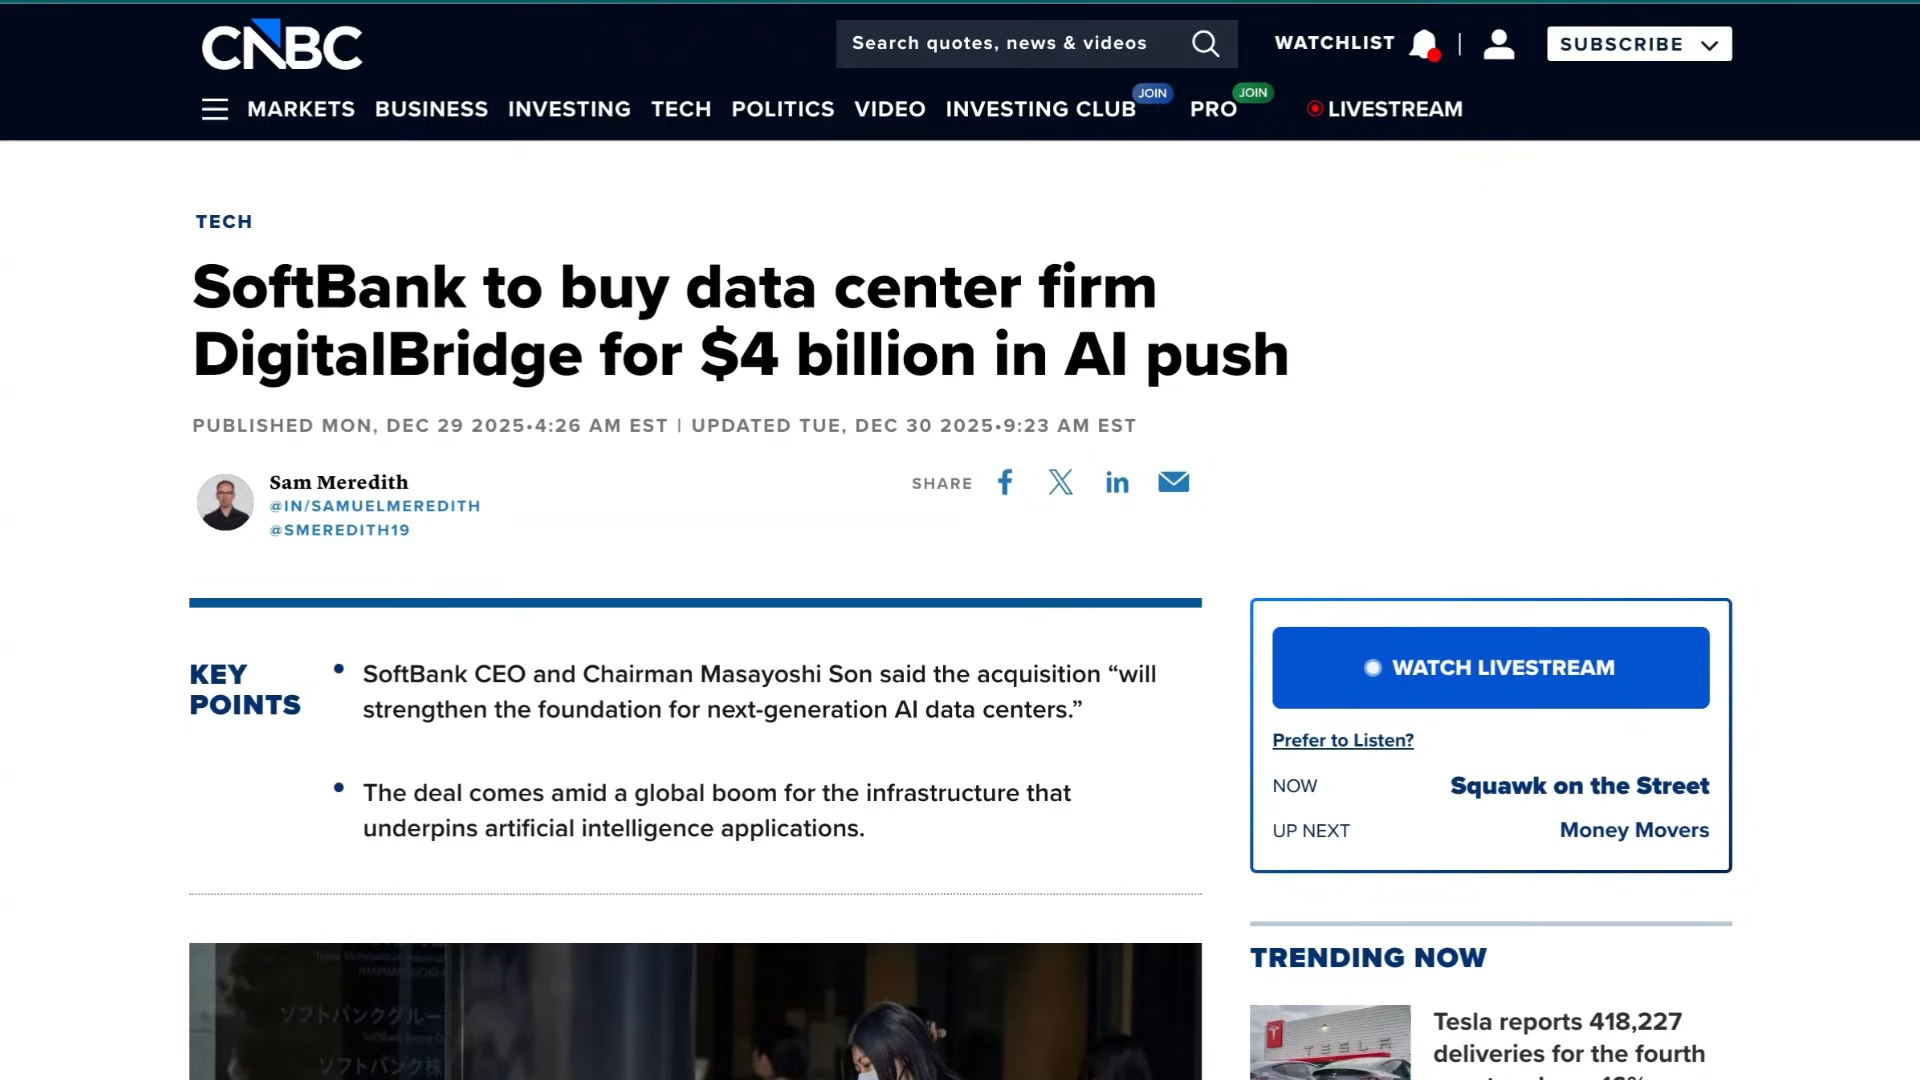 CNBC
Search quotes, news & videos
WATCHLIST
SUBSCRIBE
MARKETS
BUSINESS
INVESTING
TECH
POLITICS
VIDEO
INVESTING CLUB
JOIN
PRO
JOIN
LIVESTREAM
TECH
SoftBank to buy data center firm
DigitalBridge for $4 billion in AI push
PUBLISHED MON, DEC 29 2025•4:26 AM EST | UPDATED TUE, DEC 30 2025•9:23 AM EST
Sam Meredith
@IN/SAMUELMEREDITH
@SMEREDITH19
SHARE
KEY
POINTS
SoftBank CEO and Chairman Masayoshi Son said the acquisition “will
strengthen the foundation for next-generation AI data centers.”
The deal comes amid a global boom for the infrastructure that
underpins artificial intelligence applications.
WATCH LIVESTREAM
Prefer to Listen?
NOW
Squawk on the Street
UP NEXT
Money Movers
TRENDING NOW
ソフトバンクグルー
ソフトバンク株
TESLA
Tesla reports 418,227
deliveries for the fourth